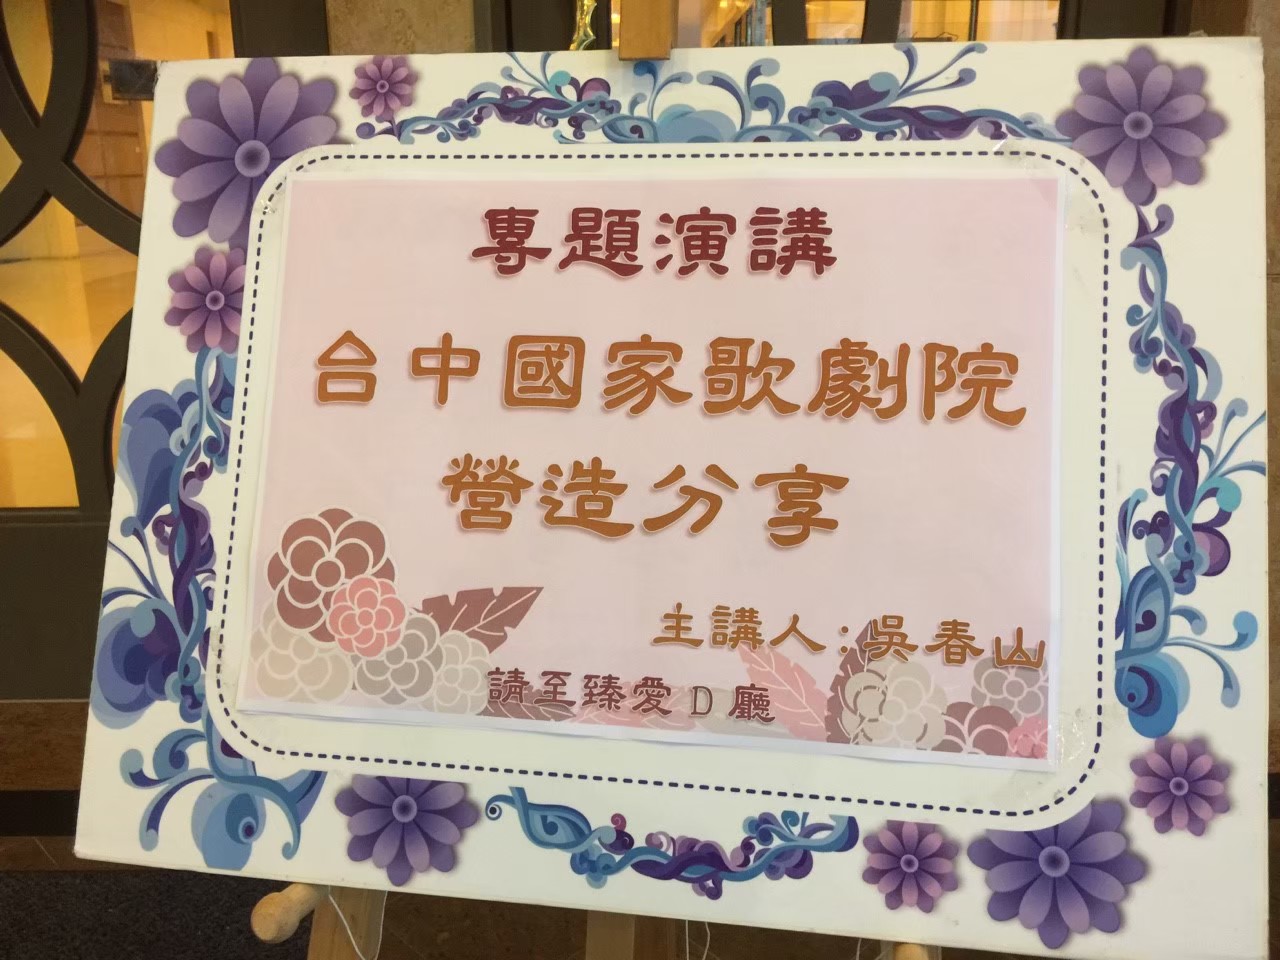 專題演講
台中國家歌劇院
營造分享
主講人:吳春山
請至臻愛D廳